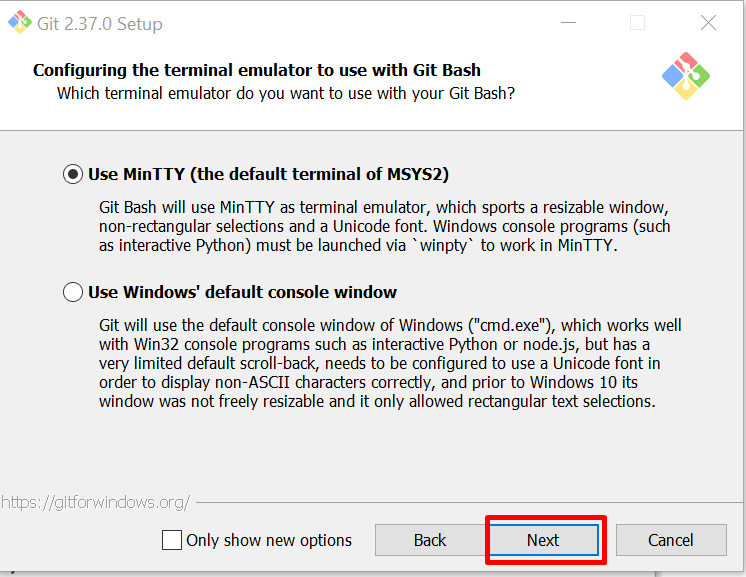 Git 2.37.0 Setup
Configuring the terminal emulator to use with Git Bash
Which terminal emulator do you want to use with your Git Bash?
Use MinTTY (the default terminal of MSYS2)
Git Bash will use MinTTY as terminal emulator, which sports a resizable window,
non-rectangular selections and a Unicode font. Windows console programs (such
as interactive Python) must be launched via `winpty` to work in MinTTY.
Use Windows' default console window
Git will use the default console window of Windows ("cmd.exe"), which works well
with Win32 console programs such as interactive Python or node.js, but has a
very limited default scroll-back, needs to be configured to use a Unicode font in
order to display non-ASCII characters correctly, and prior to Windows 10 its
window was not freely resizable and it only allowed rectangular text selections.
https://gitforwindows.org/
Only show new options
Back
Next
Cancel